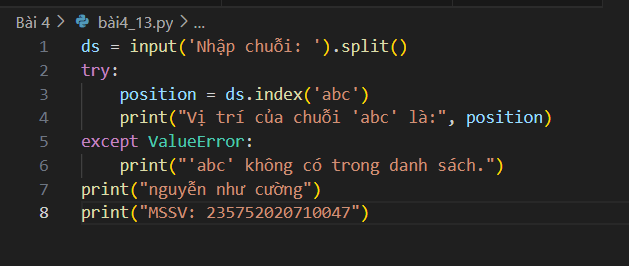 Bài 4 > bài4_13.py > ...
1 ds = input('Nhập chuỗi: ').split()
2 try:
3 position = ds.index('abc')
4 print("Vị trí của chuỗi 'abc' là:", position)
5 except ValueError:
6 print("'abc' không có trong danh sách.")
7 print("nguyễn như cường")
8 print("MSSV: 235752020710047")